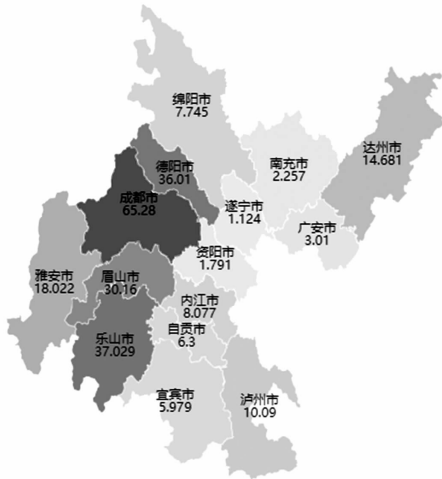 绵阳市
7.745
达州市
14.681
德阳市
36.01
南充市
2.257
成都市
65.28
遂宁市
1.124
广安市
3.01
资阳市
1.791
雅安市
18.022
眉山市
30.16
内江市
8.077
自贡市
6.3
乐山市
37.029
宜宾市
5.979
泸州市
10.09